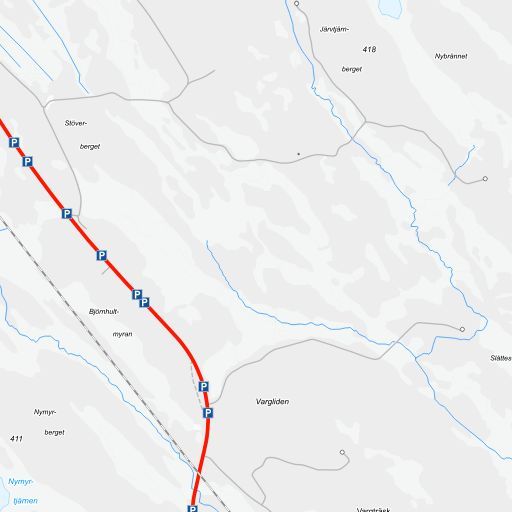 Järvtjärn-
berget
418
Nybrännet
Stöver-
berget
P
P
P
P
P
P
Björnhult-
myran
Slättes
P
Vargliden
P
Nymyr-
berget
411
Nymyr-
tjärnen
P
Vargträsk